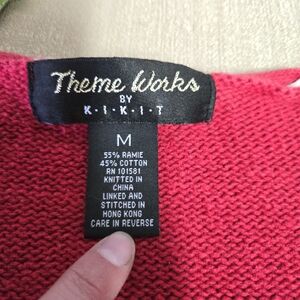 Theme Works
BY
K·I·K·I·T
M
55% RAMIE
45% COTTON
RN 101581
KNITTED IN
CHINA
LINKED AND
STITCHED IN
HONG KONG
CARE IN REVERSE